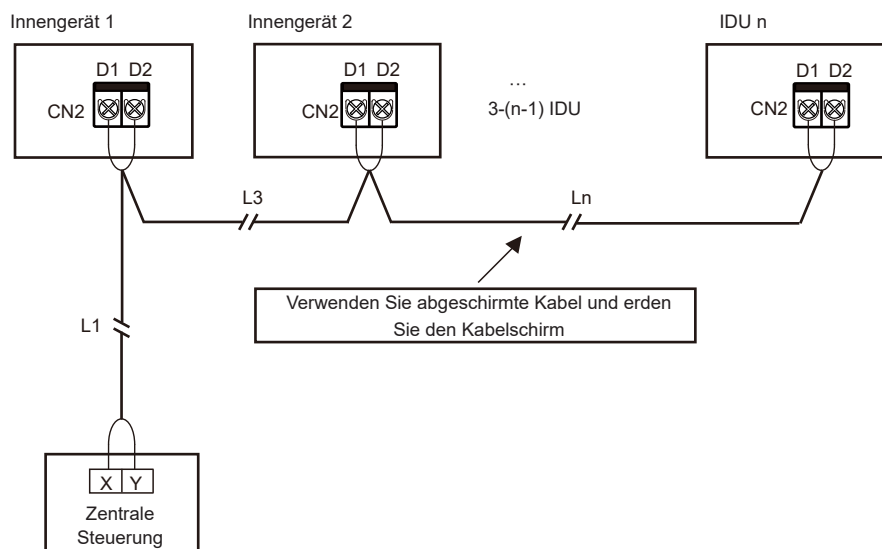 Innengerät 1
Innengerät 2
IDU n
D1 D2
D1 D2
D1 D2
CN2
CN2
CN2
...
3-(n-1) IDU
L3
Ln
Verwenden Sie abgeschirmte Kabel und erden
Sie den Kabelschirm
L1
X Y
Zentrale
Steuerung